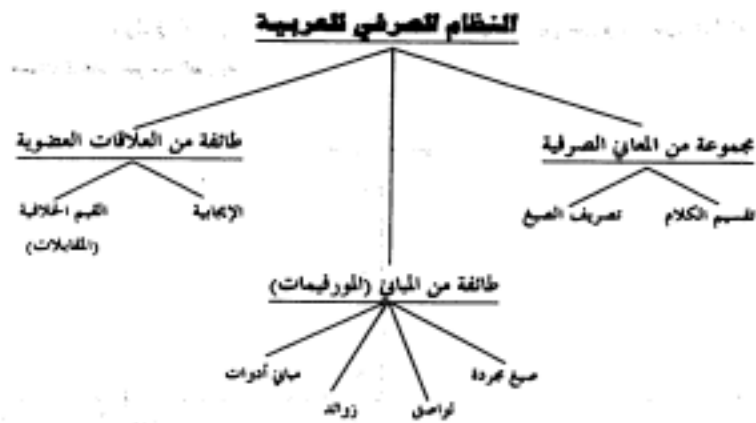 النظام الصرفي للعربية
مجموعة من المعاني الصرفية
طائفة من العلاقات العضوية
تقسيم الكلام
تصريف الصيغ
الإيجابية
القيم الخلافية
(المقابلات)
طائفة من المباني (المورفيمات)
صيغ مجردة
لواصق
زوائد
مباني أدوات